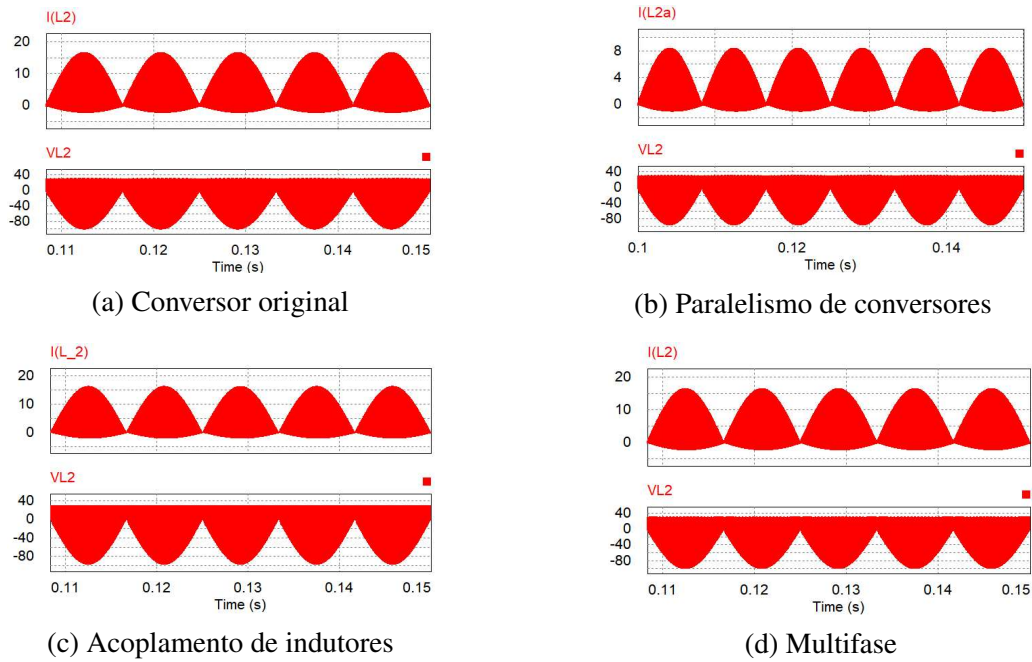 I(L2)
20
10
0
VL2
40
0
-40
-80
0.11 0.12 0.13 0.14 0.15
Time (s)
(a) Conversor original
I(L2a)
8
4
0
VL2
40
0
-40
-80
0.1 0.12 0.14
Time (s)
(b) Paralelismo de conversores
I(L_2)
20
10
0
VL2
40
0
-40
-80
0.11 0.12 0.13 0.14 0.15
Time (s)
(c) Acoplamento de indutores
I(L2)
20
10
0
VL2
40
0
-40
-80
0.11 0.12 0.13 0.14 0.15
Time (s)
(d) Multifase